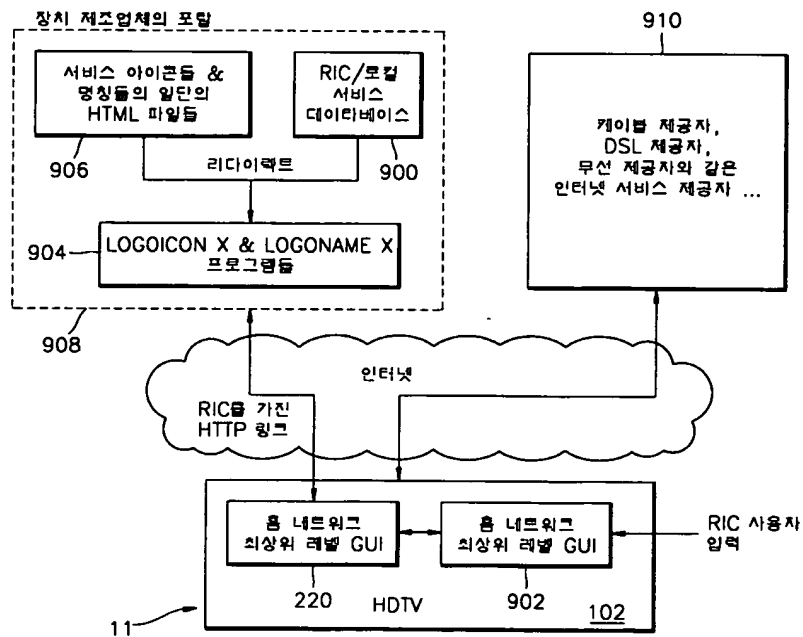 장치 제조업체의 포탈
서비스 아이콘들 &
명칭들의 일단의
HTML 파일들
906
RIC/로컬
서비스
데이타베이스
900
리다이랙트
904
LOGOICON X & LOGONAME X
프로그램들
908
910
케이블 제공자,
DSL 제공자,
무선 제공자와 같은
인터넷 서비스 제공자 ...
인터넷
RIC를 가진
HTTP 링크
홈 네트워크
최상위 레벨 GUI
220
홈 네트워크
최상위 레벨 GUI
902
RIC 사용자
입력
HDTV
102
11